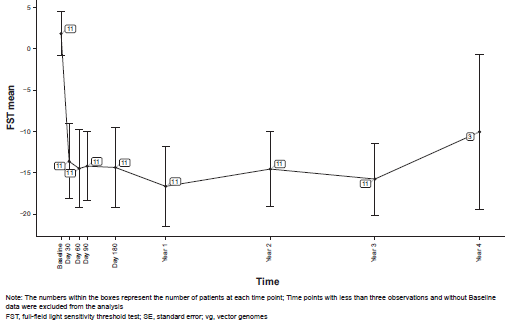 5
0
−5
−10
−15
−20
FST mean
11
11
11
11
11
11
11
11
3
Baseline
Day 30
Day 60
Day 90
Day 180
Year 1
Year 2
Year 3
Year 4
Time
Note: The numbers within the boxes represent the number of patients at each time point; Time points with less than three observations and without Baseline
data were excluded from the analysis
FST, full-field light sensitivity threshold test; SE, standard error; vg, vector genomes